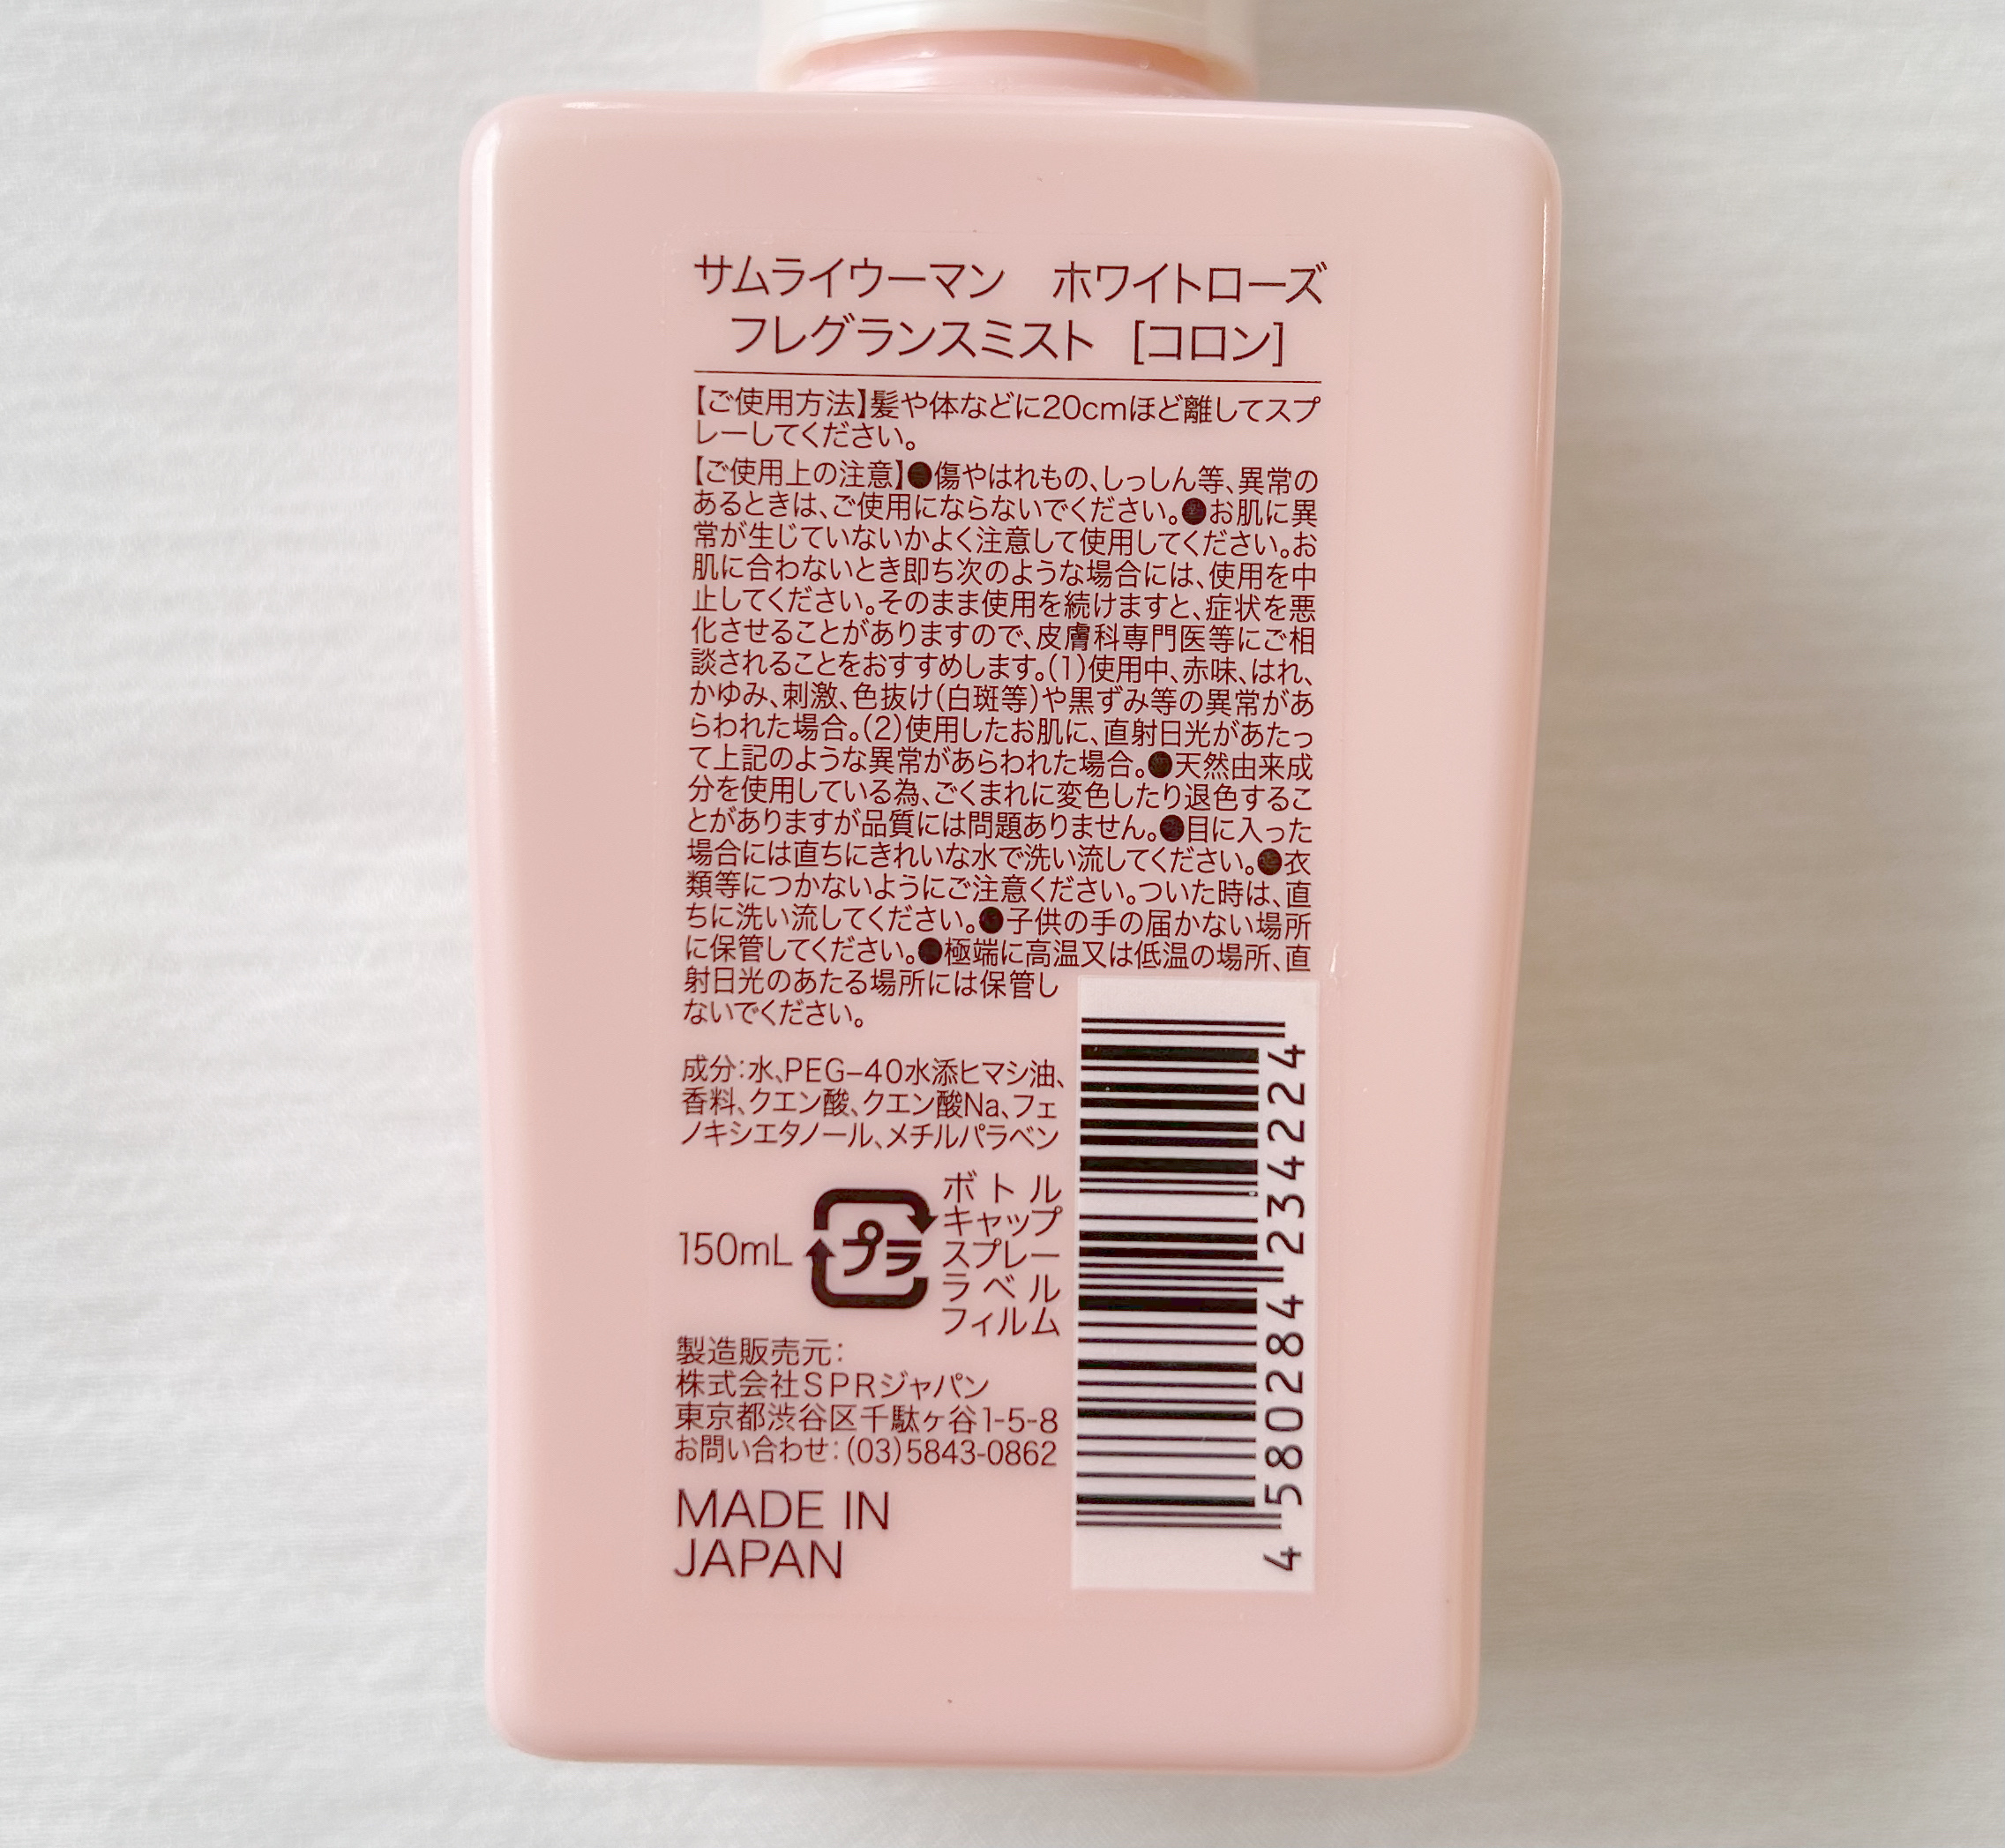 サムライウーマン ホワイトローズ
フレグランスミスト [コロン]
【ご使用方法】髪や体などに20cmほど離してスプ
レーしてください。
【ご使用上の注意】●傷やはれもの、しっしん等、異常の
あるときは、ご使用にならないでください。●お肌に異
常が生じていないかよく注意して使用してください。お
肌に合わないとき即ち次のような場合には、使用を中
止してください。そのまま使用を続けますと、症状を悪
化させることがありますので、皮膚科専門医等にご相
談されることをおすすめします。(1)使用中、赤味、はれ、
かゆみ、刺激、色抜け(白斑等)や黒ずみ等の異常があ
らわれた場合。(2)使用したお肌に、直射日光があたっ
て上記のような異常があらわれた場合。●天然由来成
分を使用している為、ごくまれに変色したり退色するこ
とがありますが品質には問題ありません。●目に入った
場合には直ちにきれいな水で洗い流してください。●衣
類等につかないようにご注意ください。ついた時は、直
ちに洗い流してください。●子供の手の届かない場所
に保管してください。●極端に高温又は低温の場所、直
射日光のあたる場所には保管し
ないでください。
成分:水、PEG-40水添ヒマシ油、
香料、クエン酸、クエン酸Na、フェ
ノキシエタノール、メチルパラベン
150mL
プラ
ボトル
キャップ
スプレー
ラベル
フィルム
製造販売元:
株式会社SPRジャパン
東京都渋谷区千駄ヶ谷1-5-8
お問い合わせ:(03)5843-0862
MADE IN
JAPAN
4 580284 234224